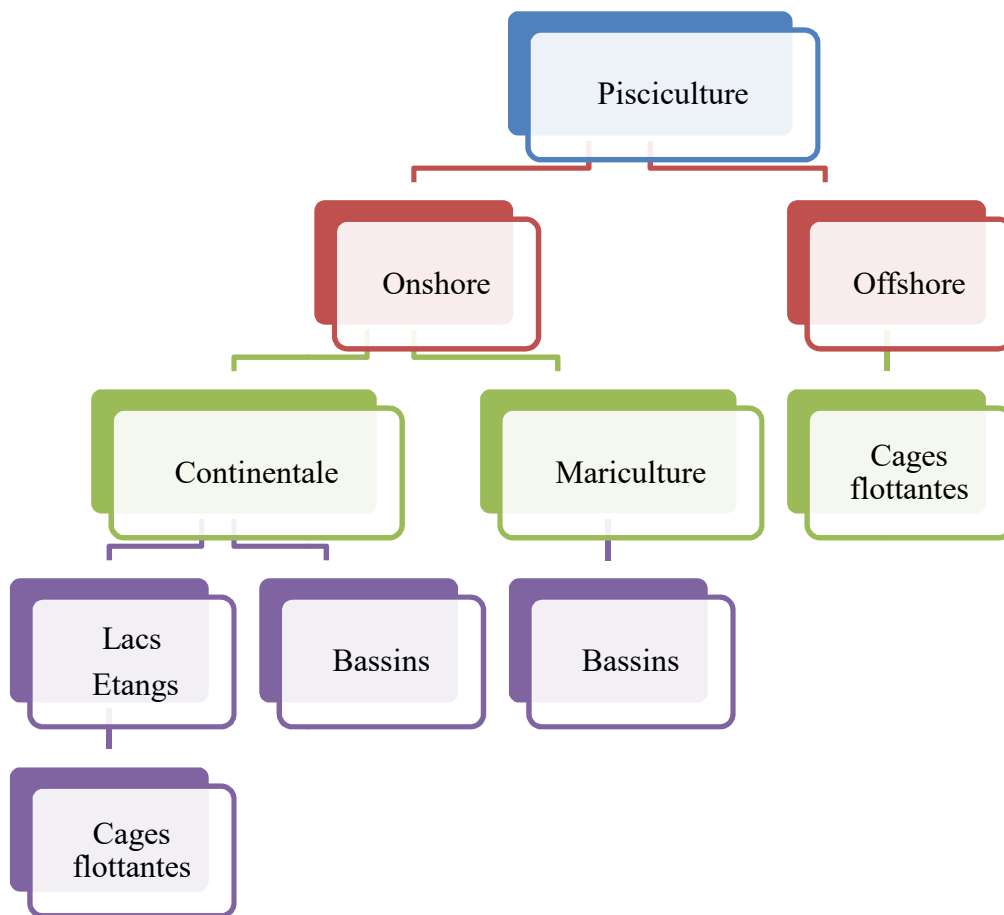 Pisciculture
Onshore
Offshore
Continentale
Mariculture
Cages
flottantes
Lacs
Etangs
Bassins
Bassins
Cages
flottantes